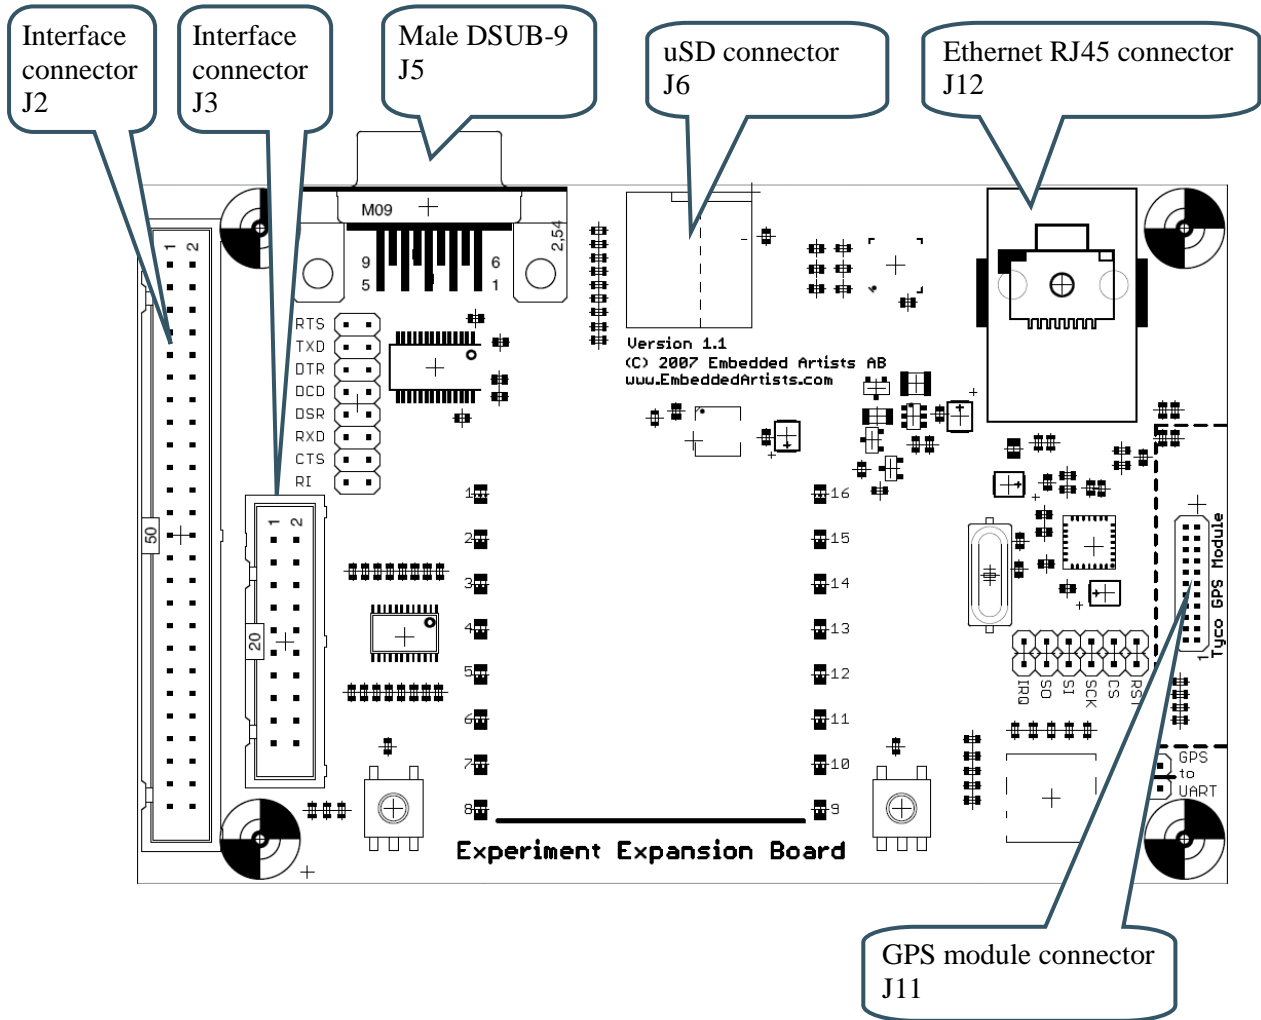 Interface
connector
J2
Interface
connector
J3
Male DSUB-9
J5
uSD connector
J6
Ethernet RJ45 connector
J12
M09
2,54
9
6
5
1
1
2
RTS
TXD
DTR
DCD
DSR
RXD
CTS
RI
Version 1.1
(C) 2007 Embedded Artists AB
www.EmbeddedArtists.com
50
1
2
20
1
2
3
4
5
6
7
8
16
15
14
13
12
11
10
9
IRQ
SO
SI
SCK
CS
RST
1
Tyco GPS Module
GPS
to
UART
Experiment Expansion Board
GPS module connector
J11